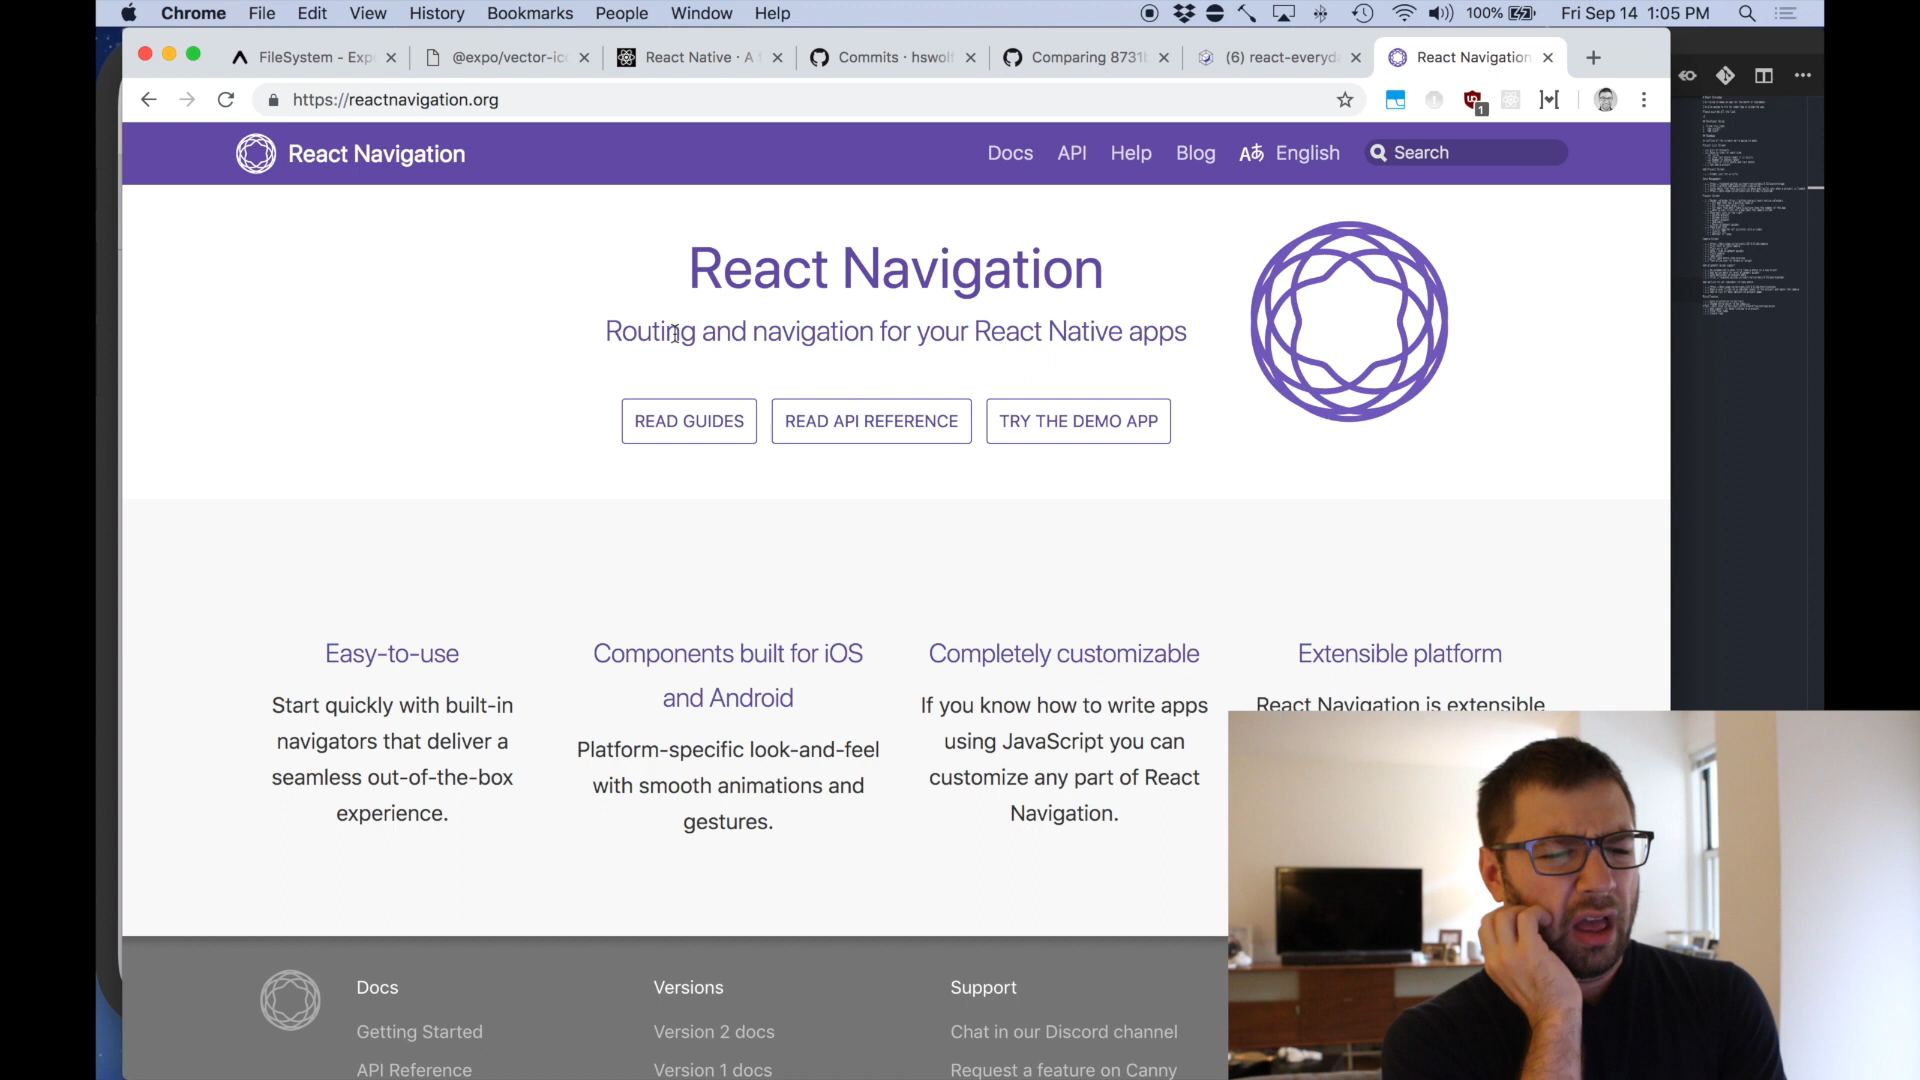 Chrome File Edit View History Bookmarks People Window Help 100% Fri Sep 14 1:05 PM
FileSystem - Exp @expo/vector-ic React Native · A f Commits · hswolf Comparing 8731b (6) react-everyda React Navigation
https://reactnavigation.org 1
React Navigation Docs API Help Blog English Search
React Navigation
Routing and navigation for your React Native apps
READ GUIDES READ API REFERENCE TRY THE DEMO APP
Easy-to-use
Start quickly with built-in
navigators that deliver a
seamless out-of-the-box
experience.
Components built for iOS
and Android
Platform-specific look-and-feel
with smooth animations and
gestures.
Completely customizable
If you know how to write apps
using JavaScript you can
customize any part of React
Navigation.
Extensible platform
React Navigation is extensible
Docs
Getting Started
API Reference
Versions
Version 2 docs
Version 1 docs
Support
Chat in our Discord channel
Request a feature on Canny